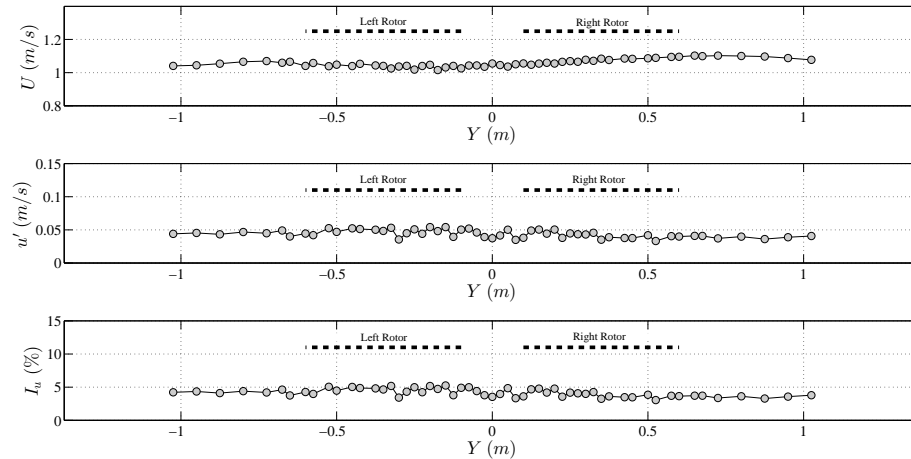 Left Rotor Right Rotor
1.2
1
0.8
U (m/s)
−1 −0.5 0 0.5 1
Y (m)
Left Rotor Right Rotor
0.15
0.1
0.05
0
u′ (m/s)
−1 −0.5 0 0.5 1
Y (m)
Left Rotor Right Rotor
15
10
5
0
I_u (%)
−1 −0.5 0 0.5 1
Y (m)